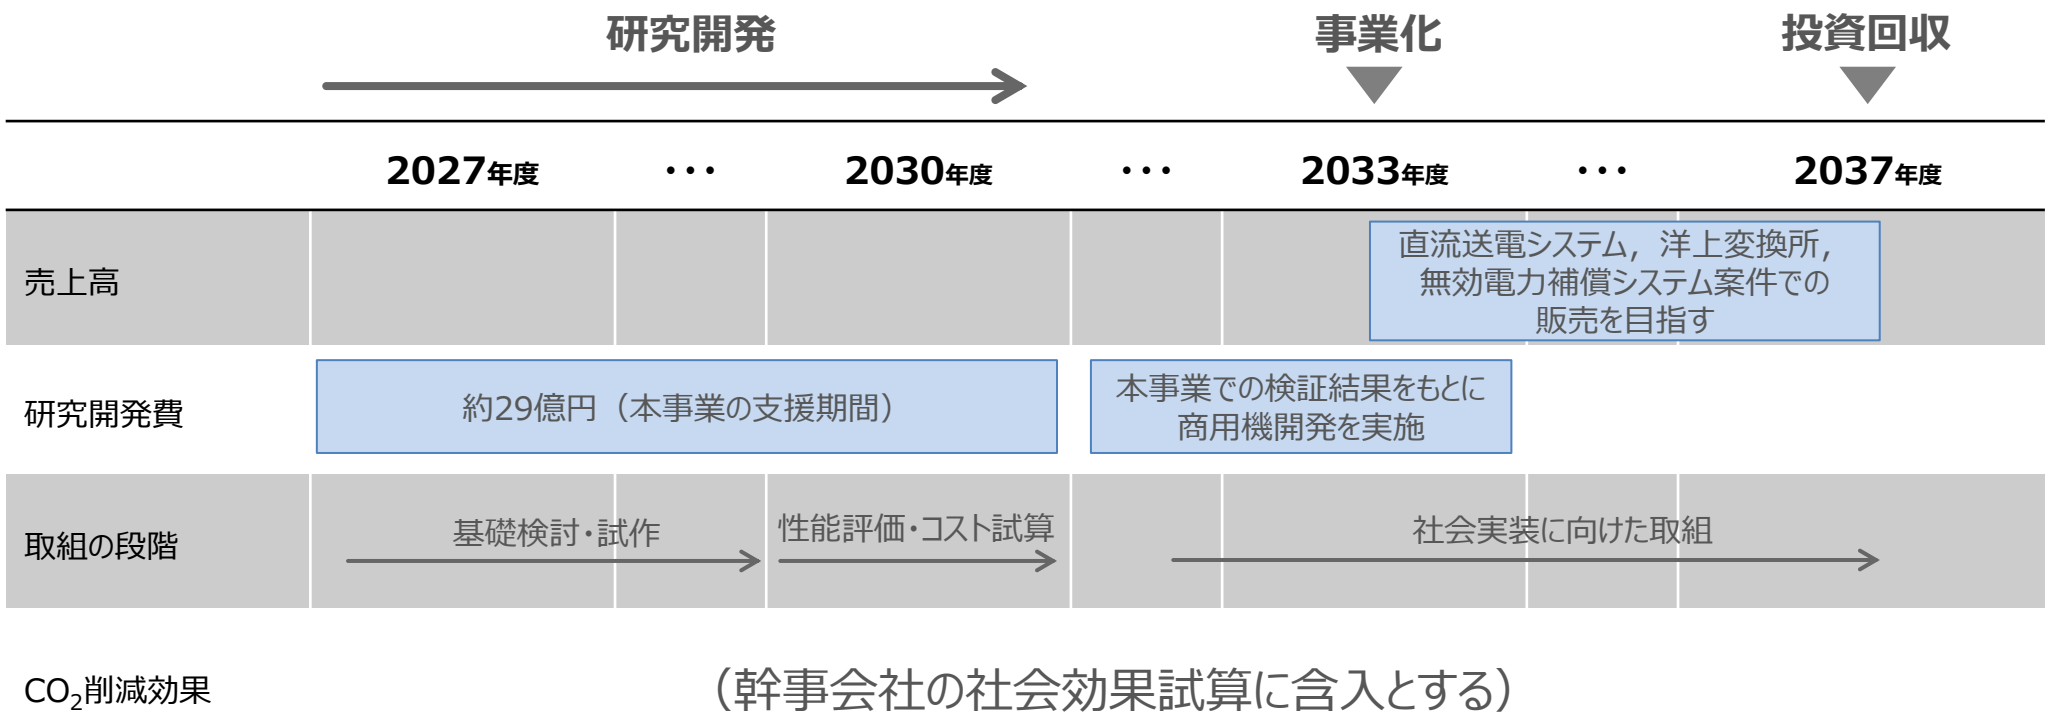 研究開発 事業化 投資回収
2027年度 ・・・ 2030年度 ・・・ 2033年度 ・・・ 2037年度
売上高
直流送電システム，洋上変換所，
無効電力補償システム案件での
販売を目指す
研究開発費
約29億円（本事業の支援期間）
本事業での検証結果をもとに
商用機開発を実施
取組の段階
基礎検討・試作
性能評価・コスト試算
社会実装に向けた取組
CO₂削減効果
（幹事会社の社会効果試算に含入とする）